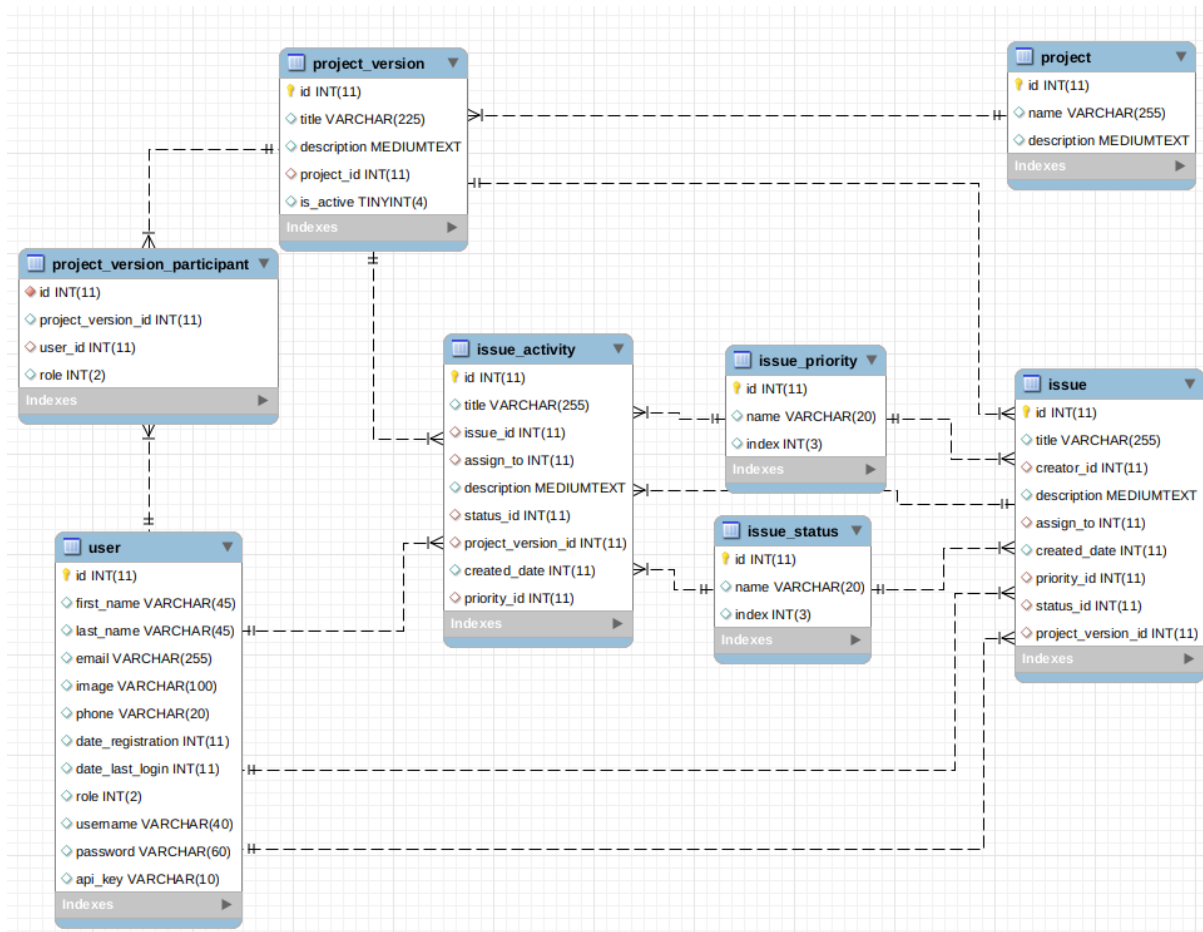 project_version
id INT(11)
title VARCHAR(225)
description MEDIUMTEXT
project_id INT(11)
is_active TINYINT(4)
Indexes
project
id INT(11)
name VARCHAR(255)
description MEDIUMTEXT
Indexes
project_version_participant
id INT(11)
project_version_id INT(11)
user_id INT(11)
role INT(2)
Indexes
issue_activity
id INT(11)
title VARCHAR(255)
issue_id INT(11)
assign_to INT(11)
description MEDIUMTEXT
status_id INT(11)
project_version_id INT(11)
created_date INT(11)
priority_id INT(11)
Indexes
issue_priority
id INT(11)
name VARCHAR(20)
index INT(3)
Indexes
issue_status
id INT(11)
name VARCHAR(20)
index INT(3)
Indexes
issue
id INT(11)
title VARCHAR(255)
creator_id INT(11)
description MEDIUMTEXT
assign_to INT(11)
created_date INT(11)
priority_id INT(11)
status_id INT(11)
project_version_id INT(11)
Indexes
user
id INT(11)
first_name VARCHAR(45)
last_name VARCHAR(45)
email VARCHAR(255)
image VARCHAR(100)
phone VARCHAR(20)
date_registration INT(11)
date_last_login INT(11)
role INT(2)
username VARCHAR(40)
password VARCHAR(60)
api_key VARCHAR(10)
Indexes